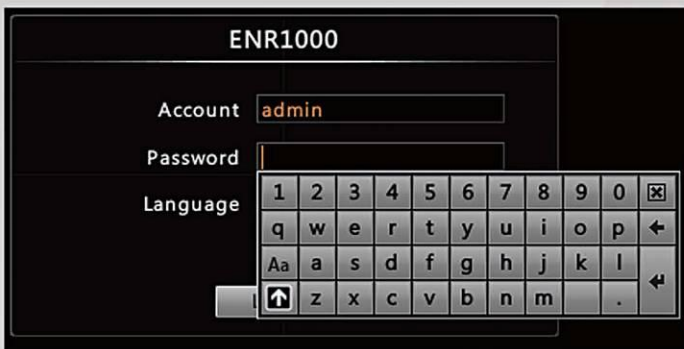 ENR1000
Account admin
Password
Language
1 2 3 4 5 6 7 8 9 0
q w e r t y u i o p
Aa a s d f g h j k l
z x c v b n m .